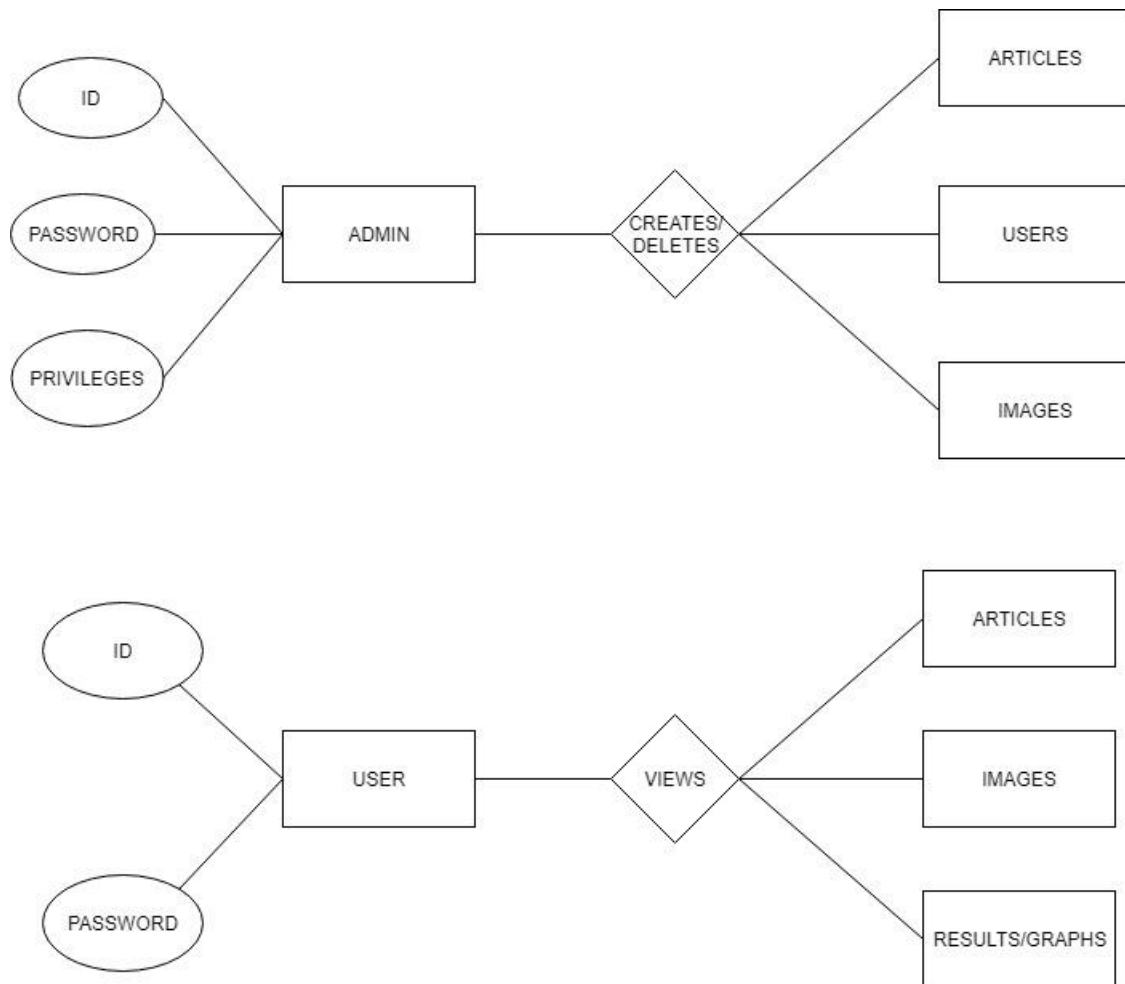 ARTICLES
ID
PASSWORD
ADMIN
CREATES/
DELETES
USERS
PRIVILEGES
IMAGES
ARTICLES
ID
USER
VIEWS
IMAGES
PASSWORD
RESULTS/GRAPHS